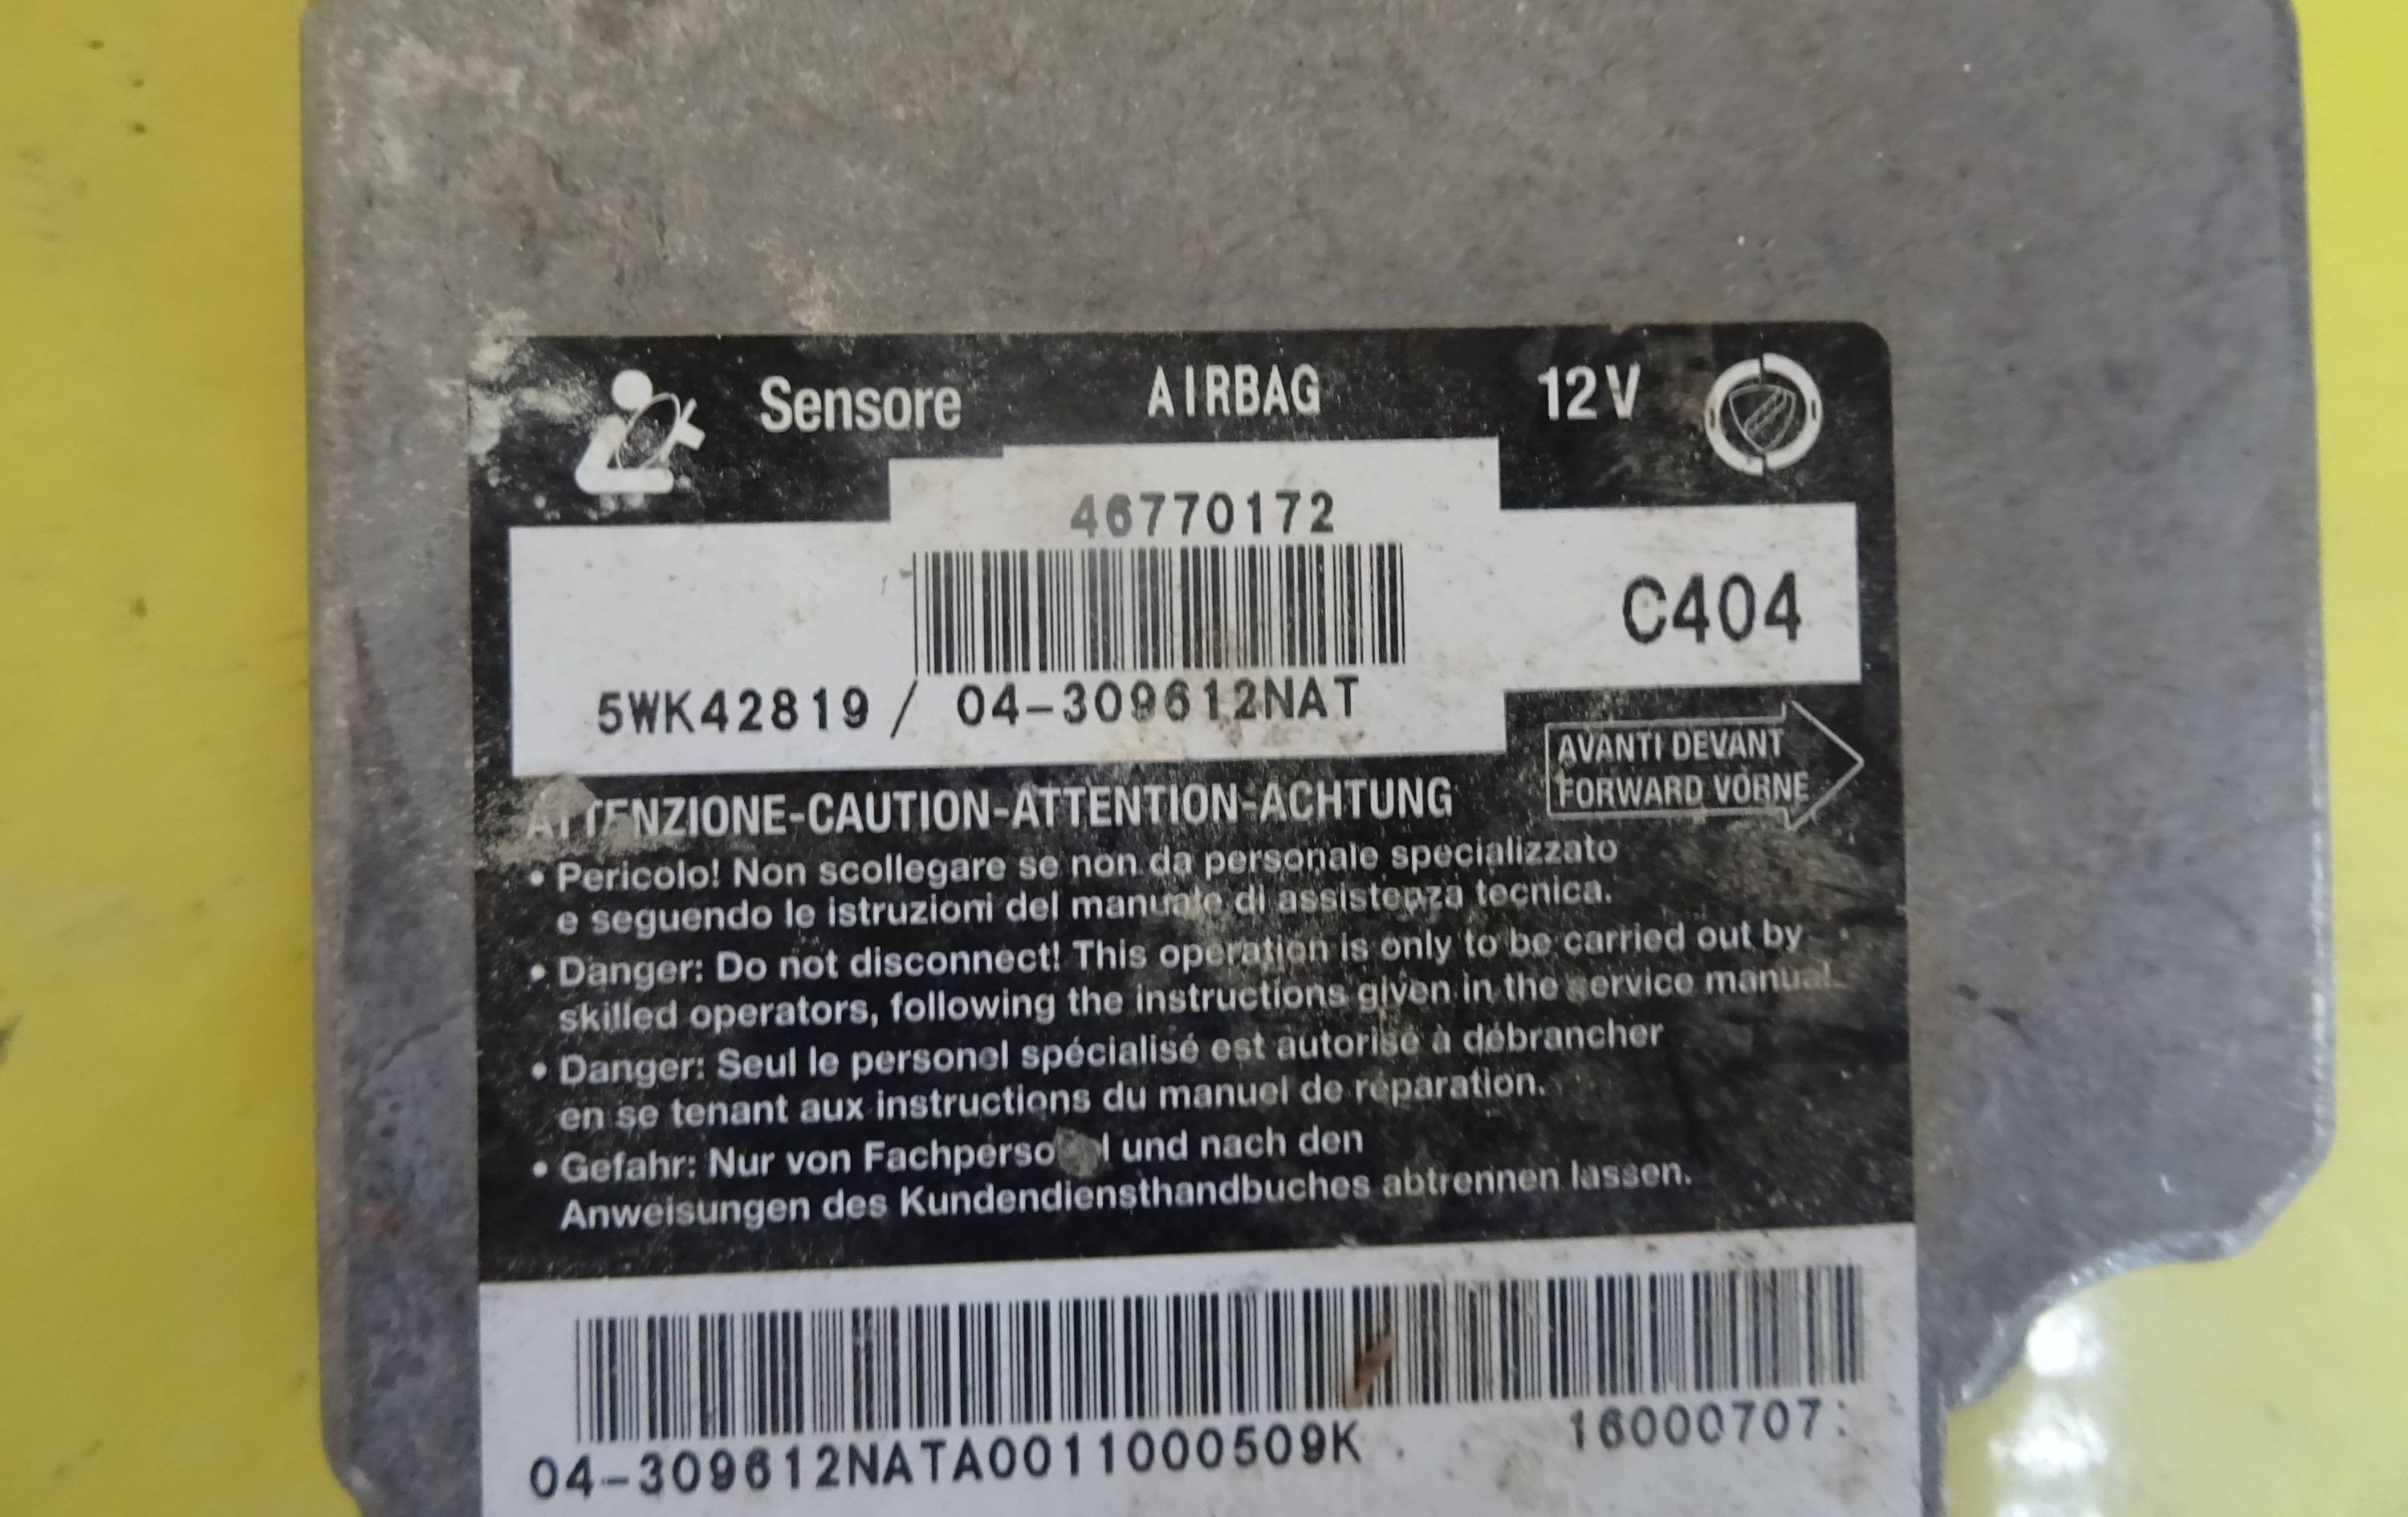 Sensore AIRBAG 12V
46770172
C404
5WK42819 / 04-309612NAT
AVANTI DEVANT
FORWARD VORNE
ATTENZIONE-CAUTION-ATTENTION-ACHTUNG
• Pericolo! Non scollegare se non da personale specializzato
e seguendo le istruzioni del manuale di assistenza tecnica.
• Danger: Do not disconnect! This operation is only to be carried out by
skilled operators, following the instructions given in the service manual.
• Danger: Seul le personel spécialisé est autorisé à débrancher
en se tenant aux instructions du manuel de réparation.
• Gefahr: Nur von und nach den
Anweisungen des Kundendiensthandbuches abtrennen lassen.
04-309612NATA0011000509K 16000707: